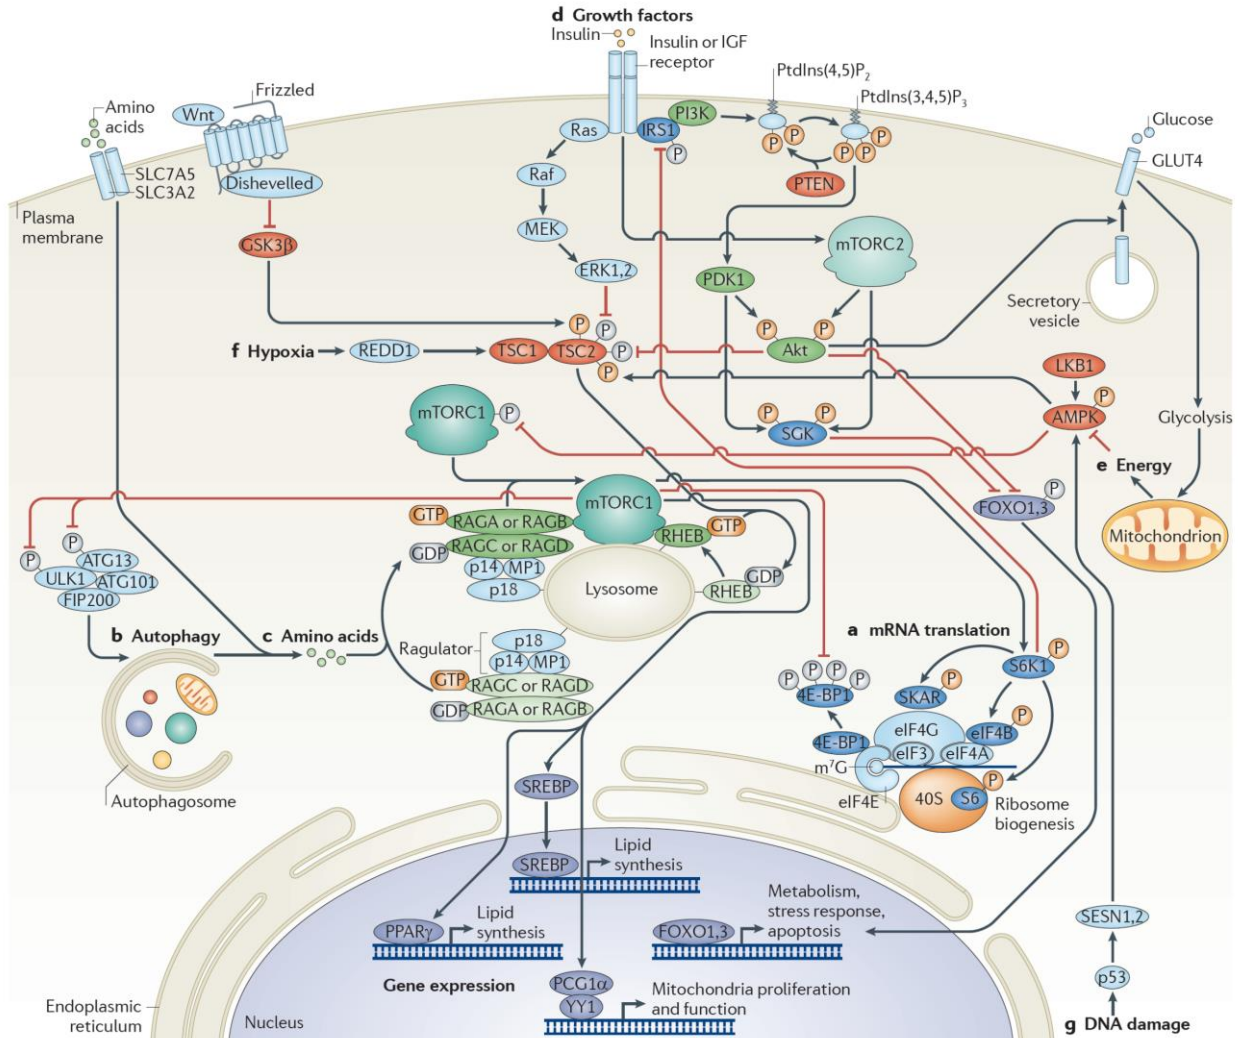 d Growth factors
Insulin
Insulin or IGF
receptor
PtdIns(4,5)P2
PtdIns(3,4,5)P3
Amino
acids
Wnt
Frizzled
Glucose
GLUT4
SLC7A5
SLC3A2
Dishevelled
Plasma
membrane
GSK3β
Ras
IRS1
PI3K
P
P
P
P
P
P
P
PTEN
Raf
MEK
ERK1,2
mTORC2
PDK1
Secretory
vesicle
P
P
Akt
f Hypoxia
REDD1
TSC1
TSC2
P
P
P
P
LKB1
AMPK
P
mTORC1
P
P
P
SGK
Glycolysis
e Energy
Mitochondrion
FOXO1,3
P
mTORC1
GTP
RAGA or RAGB
GDP
RAGC or RAGD
p14
MP1
p18
RHEB
GTP
RHEB
GDP
Lysosome
P
P
ATG13
ULK1
ATG101
FIP200
b Autophagy
c Amino acids
Ragulator
p18
p14
MP1
GTP
RAGC or RAGD
GDP
RAGA or RAGB
Autophagosome
a mRNA translation
S6K1
P
P
P
P
P
4E-BP1
SKAR
P
eIF4G
eIF4B
P
4E-BP1
eIF3
eIF4A
m7G
eIF4E
40S
S6
P
Ribosome
biogenesis
SREBP
SREBP
Lipid
synthesis
PPARγ
Lipid
synthesis
FOXO1,3
Metabolism,
stress response,
apoptosis
Gene expression
PCG1α
YY1
Mitochondria proliferation
and function
Endoplasmic
reticulum
Nucleus
SESN1,2
p53
g DNA damage